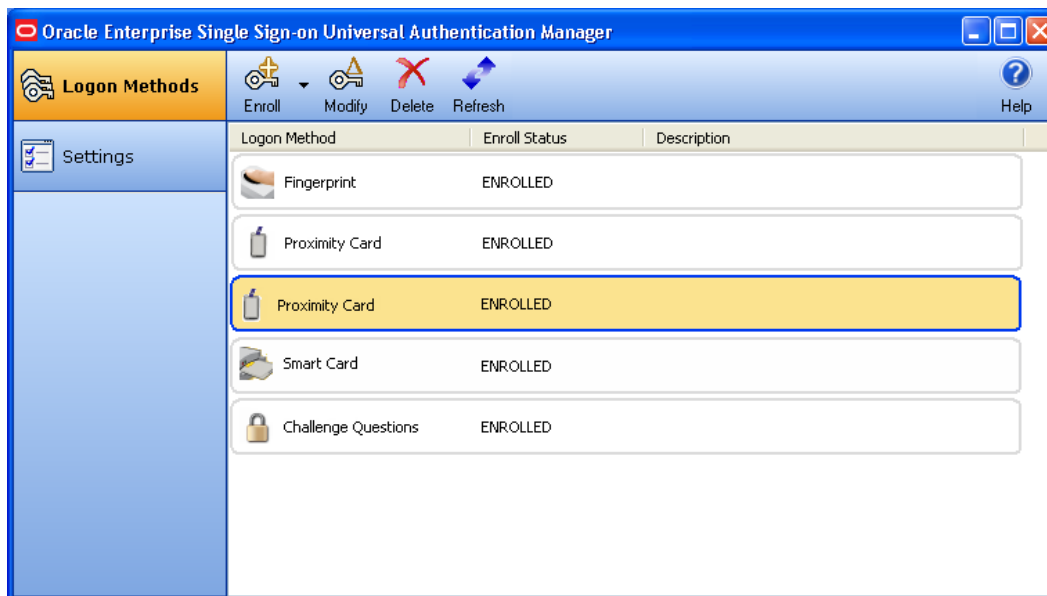 Oracle Enterprise Single Sign-on Universal Authentication Manager
Logon Methods
Settings
Enroll Modify Delete Refresh Help
Logon Method Enroll Status Description
Fingerprint ENROLLED
Proximity Card ENROLLED
Proximity Card ENROLLED
Smart Card ENROLLED
Challenge Questions ENROLLED